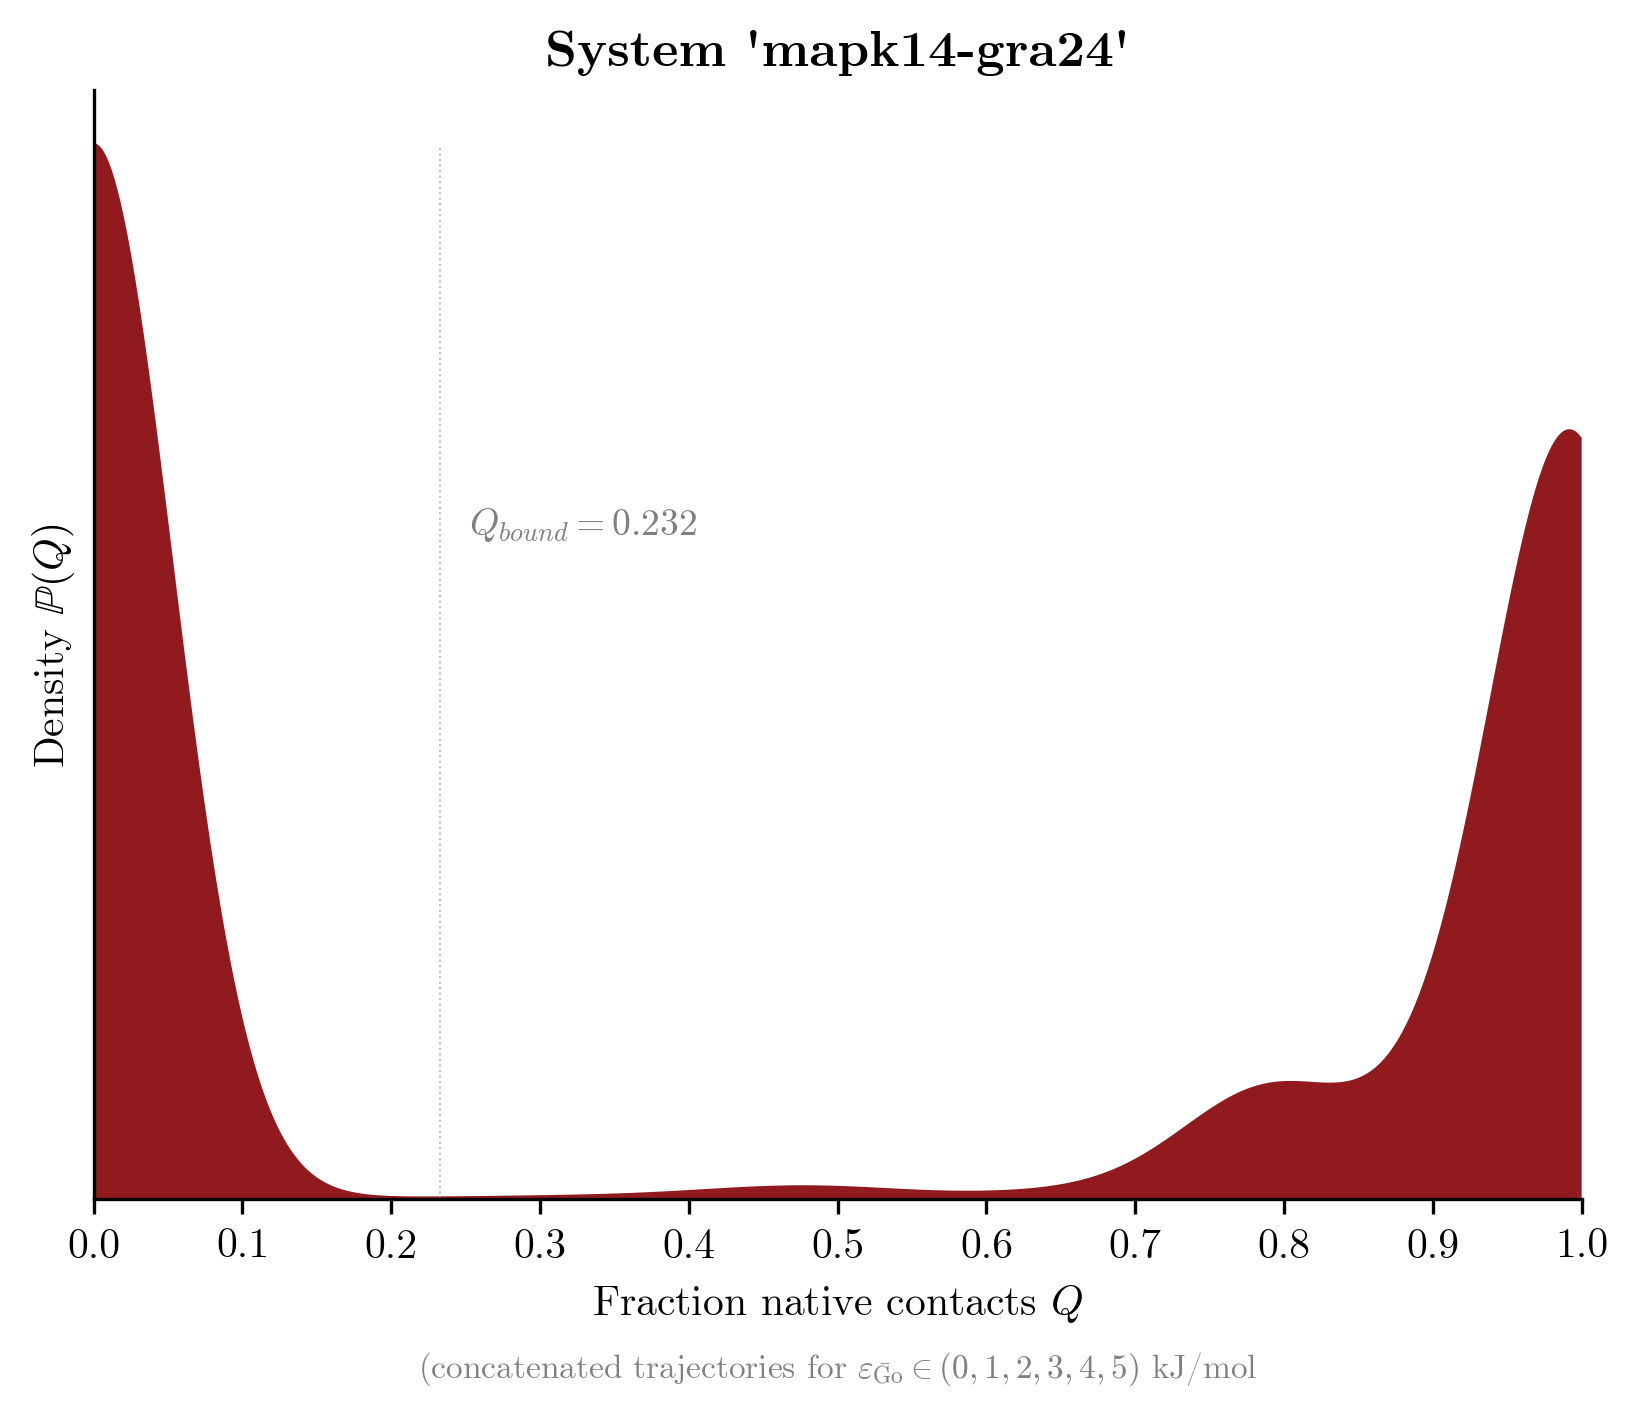 System 'mapk14-gra24'
Density ℙ(Q)
Q_bound = 0.232
0.0 0.1 0.2 0.3 0.4 0.5 0.6 0.7 0.8 0.9 1.0
Fraction native contacts Q
(concatenated trajectories for ε_Ḡo ∈ (0, 1, 2, 3, 4, 5) kJ/mol